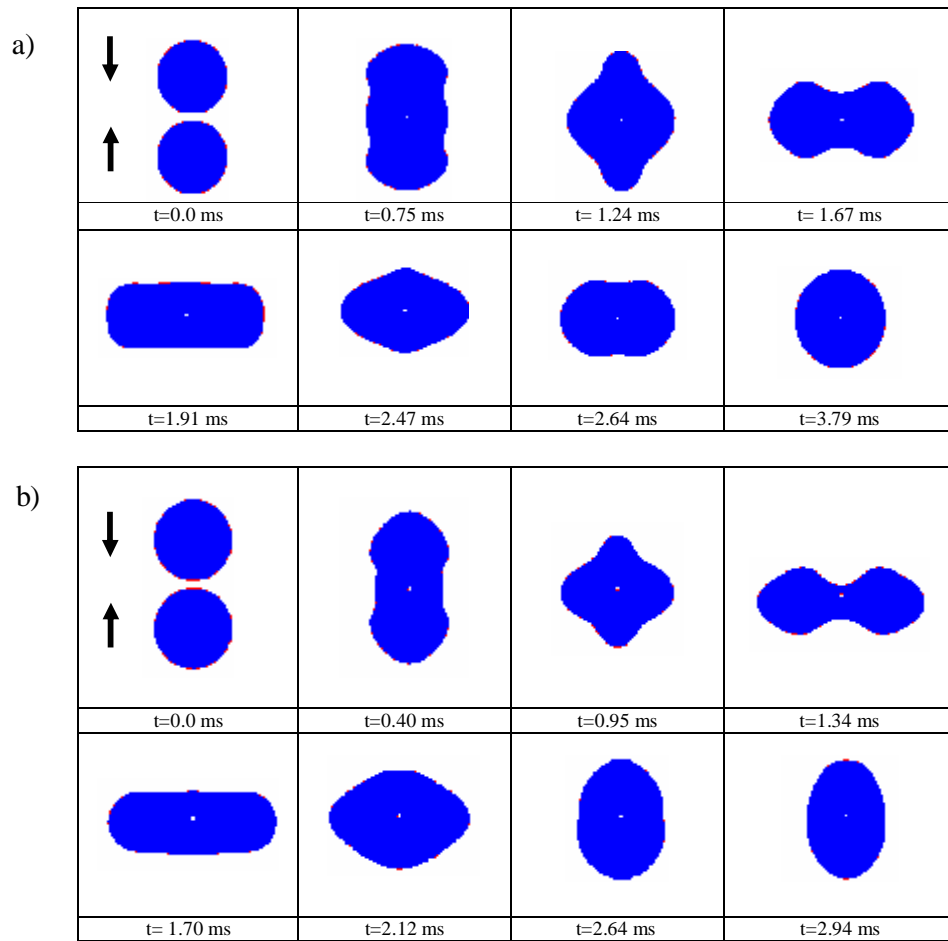 a)
t=0.0 ms t=0.75 ms t= 1.24 ms t= 1.67 ms
t=1.91 ms t=2.47 ms t=2.64 ms t=3.79 ms
b)
t=0.0 ms t=0.40 ms t=0.95 ms t=1.34 ms
t= 1.70 ms t=2.12 ms t=2.64 ms t=2.94 ms